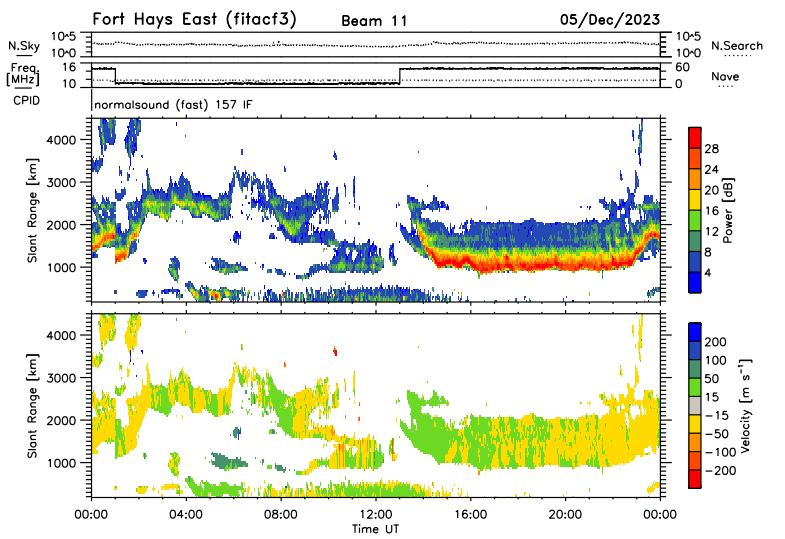 Fort Hays East (fitacf3) Beam 11 05/Dec/2023
N.Sky 10^5 10^0 10^5 10^0 N.Search
Freq. [MHz] 16 10 60 0 Nave
CPID normalsound (fast) 157 IF
Slant Range [km]
4000
3000
2000
1000
28
24
20
16
12
8
4
Power [dB]
Slant Range [km]
4000
3000
2000
1000
200
100
50
15
−15
−50
−100
−200
Velocity [m s⁻¹]
00:00 04:00 08:00 12:00 16:00 20:00 00:00
Time UT